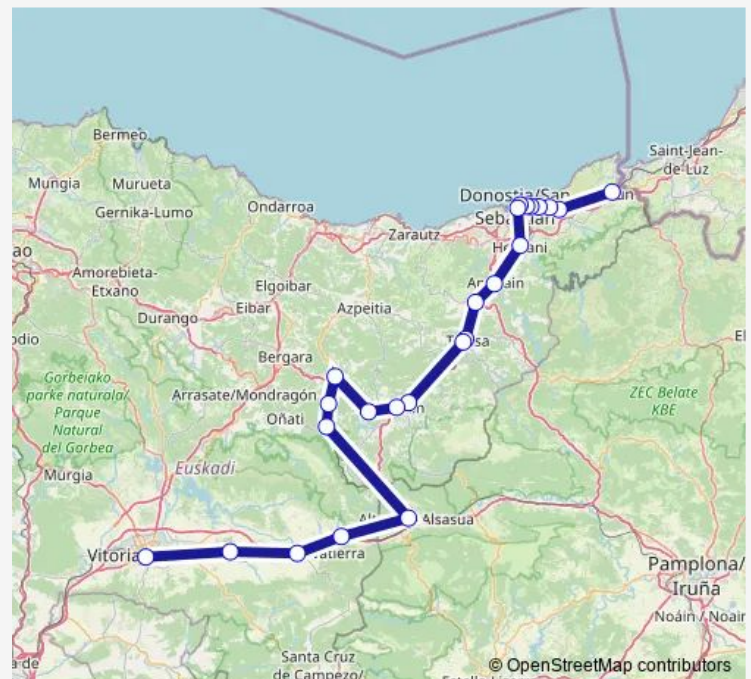 Bermeo
Saint-Jean-
de-Luz
Mungia
Murueta
Gernika-Lumo
Ondarroa
Donostia/San
Zarautz
Amorebieta-
Etxano
Elgoibar
Durango
Eibar
Azpeitia
Bergara
Gorbeiako
parke naturala/
Parque
Natural
del Gorbea
Arrasate/Mondragón
Oñati
ZEC Belate
KBE
Murgia
Euskadi
Alsasua
Vitoria
Pamplona/
Iruña
Noáin / Noain
Santa Cruz
de Campezo/
© OpenStreetMap contributors